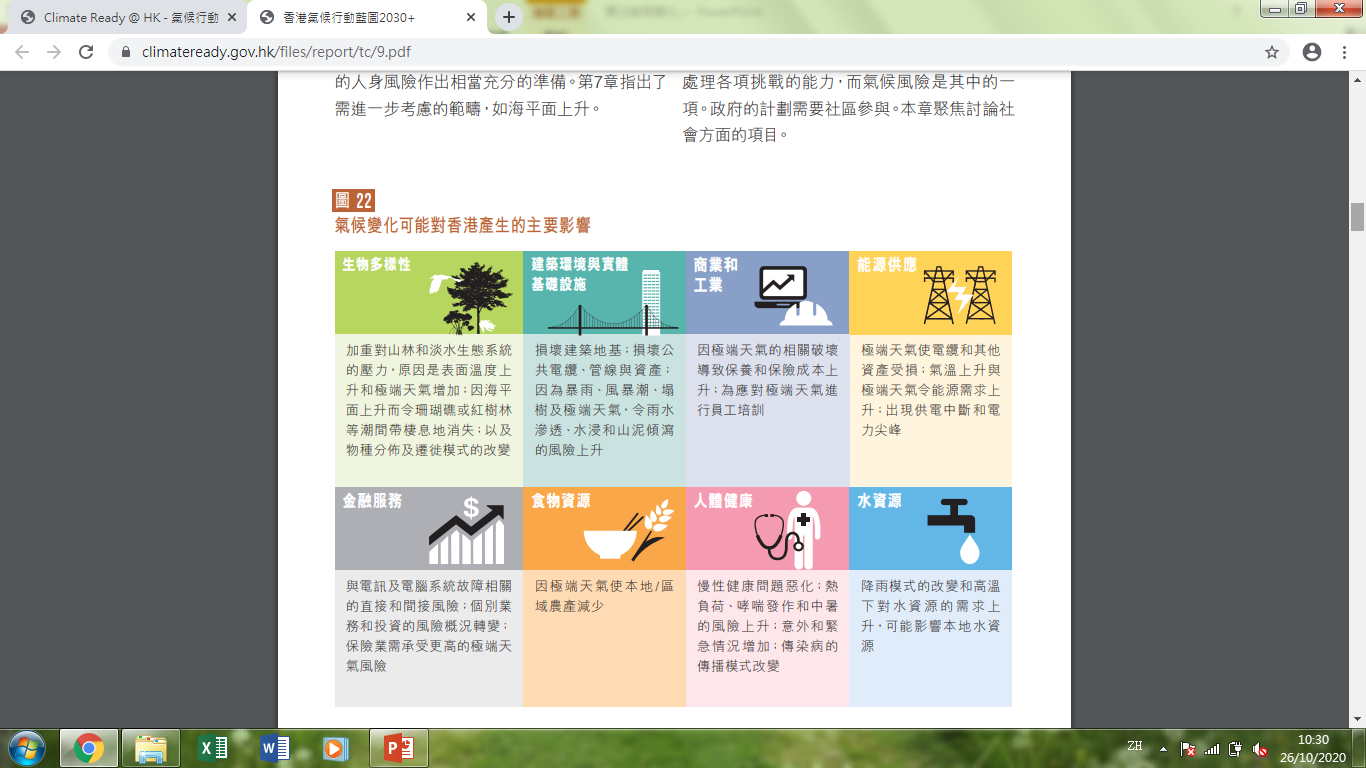 Climate Ready @ HK - 氣候行動
香港氣候行動藍圖2030+
climateready.gov.hk/files/report/tc/9.pdf
的人身風險作出相當充分的準備。第7章指出了
需進一步考慮的範疇,如海平面上升。
處理各項挑戰的能力,而氣候風險是其中的一
項。政府的計劃需要社區參與。本章聚焦討論社
會方面的項目。
圖 22
氣候變化可能對香港產生的主要影響
生物多樣性
加重對山林和淡水生態系統
的壓力,原因是表面溫度上
升和極端天氣增加;因海平
面上升而令珊瑚礁或紅樹林
等潮間帶棲息地消失;以及
物種分佈及遷徙模式的改變
建築環境與實體
基礎設施
損壞建築地基;損壞公
共電纜、管線與資產;
因為暴雨、風暴潮、塌
樹及極端天氣,令雨水
滲透、水浸和山泥傾瀉
的風險上升
商業和
工業
因極端天氣的相關破壞
導致保養和保險成本上
升;為應對極端天氣進
行員工培訓
能源供應
極端天氣使電纜和其他
資產受損;氣溫上升與
極端天氣令能源需求上
升;出現供電中斷和電
力尖峰
金融服務
與電訊及電腦系統故障相關
的直接和間接風險;個別業
務和投資的風險概況轉變;
保險業需承受更高的極端天
氣風險
食物資源
因極端天氣使本地/區
域農產減少
人體健康
慢性健康問題惡化;熱
負荷、哮喘發作和中暑
的風險上升;意外和緊
急情況增加;傳染病的
傳播模式改變
水資源
降雨模式的改變和高溫
下對水資源的需求上
升,可能影響本地水資
源
ZH
10:30
26/10/2020